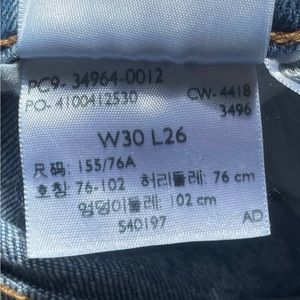 PC9- 34964-0012
PO- 4100412530
CW- 4418
3496
W30 L26
尺码: 155/76A
호칭 76-102 허리둘레: 76 cm
엉덩이둘레: 102 cm
S40197
AD